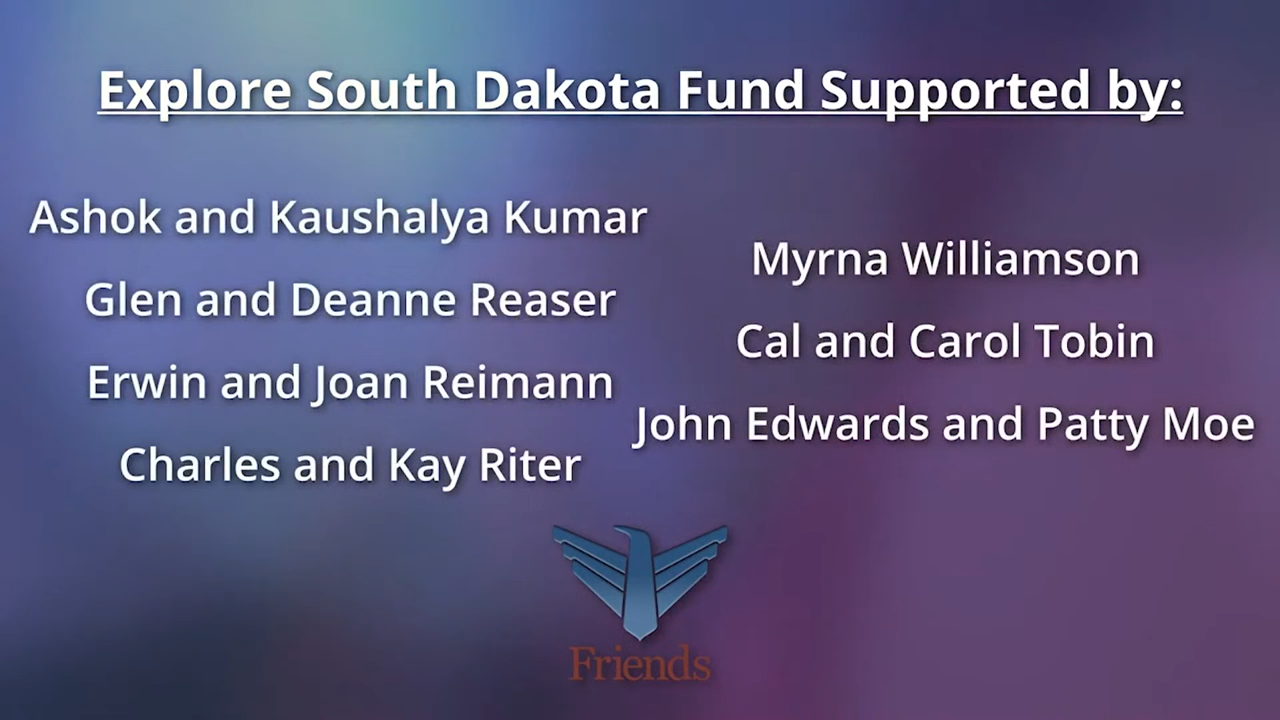 Explore South Dakota Fund Supported by:
Ashok and Kaushalya Kumar
Glen and Deanne Reaser
Erwin and Joan Reimann
Charles and Kay Riter
Myrna Williamson
Cal and Carol Tobin
John Edwards and Patty Moe
Friends